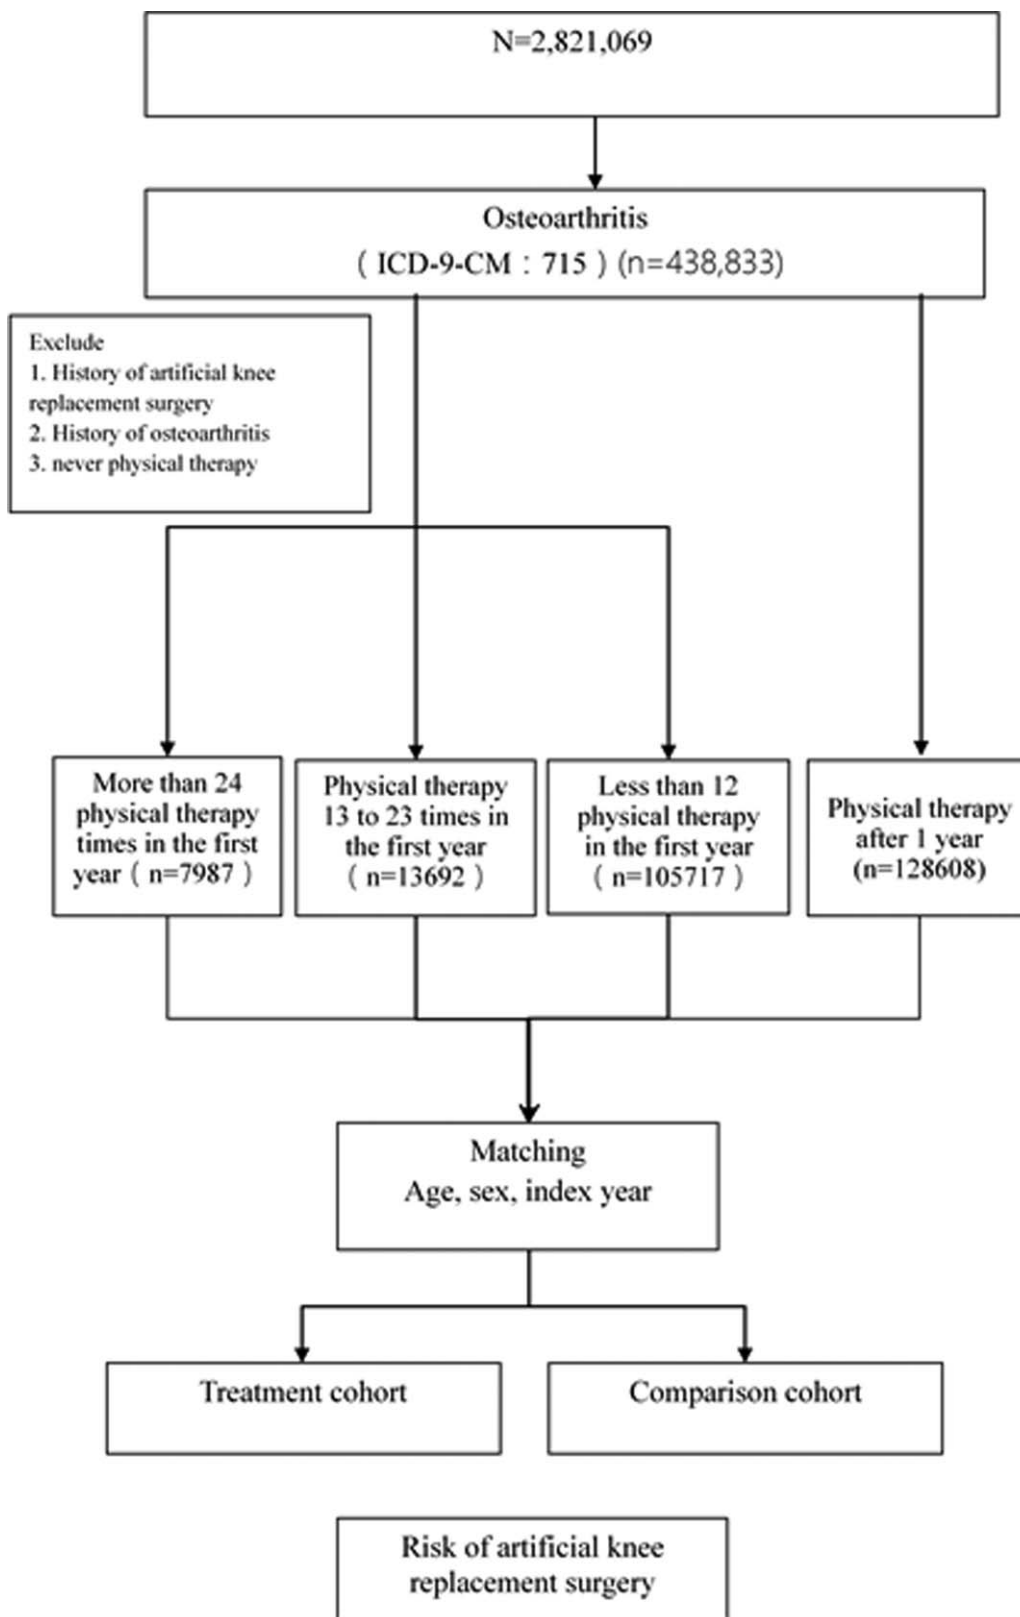 N=2,821,069
Osteoarthritis
( ICD-9-CM : 715 ) (n=438,833)
Exclude
1. History of artificial knee
replacement surgery
2. History of osteoarthritis
3. never physical therapy
More than 24
physical therapy
times in the first
year ( n=7987 )
Physical therapy
13 to 23 times in
the first year
( n=13692 )
Less than 12
physical therapy
in the first year
( n=105717 )
Physical therapy
after 1 year
(n=128608)
Matching
Age, sex, index year
Treatment cohort
Comparison cohort
Risk of artificial knee
replacement surgery